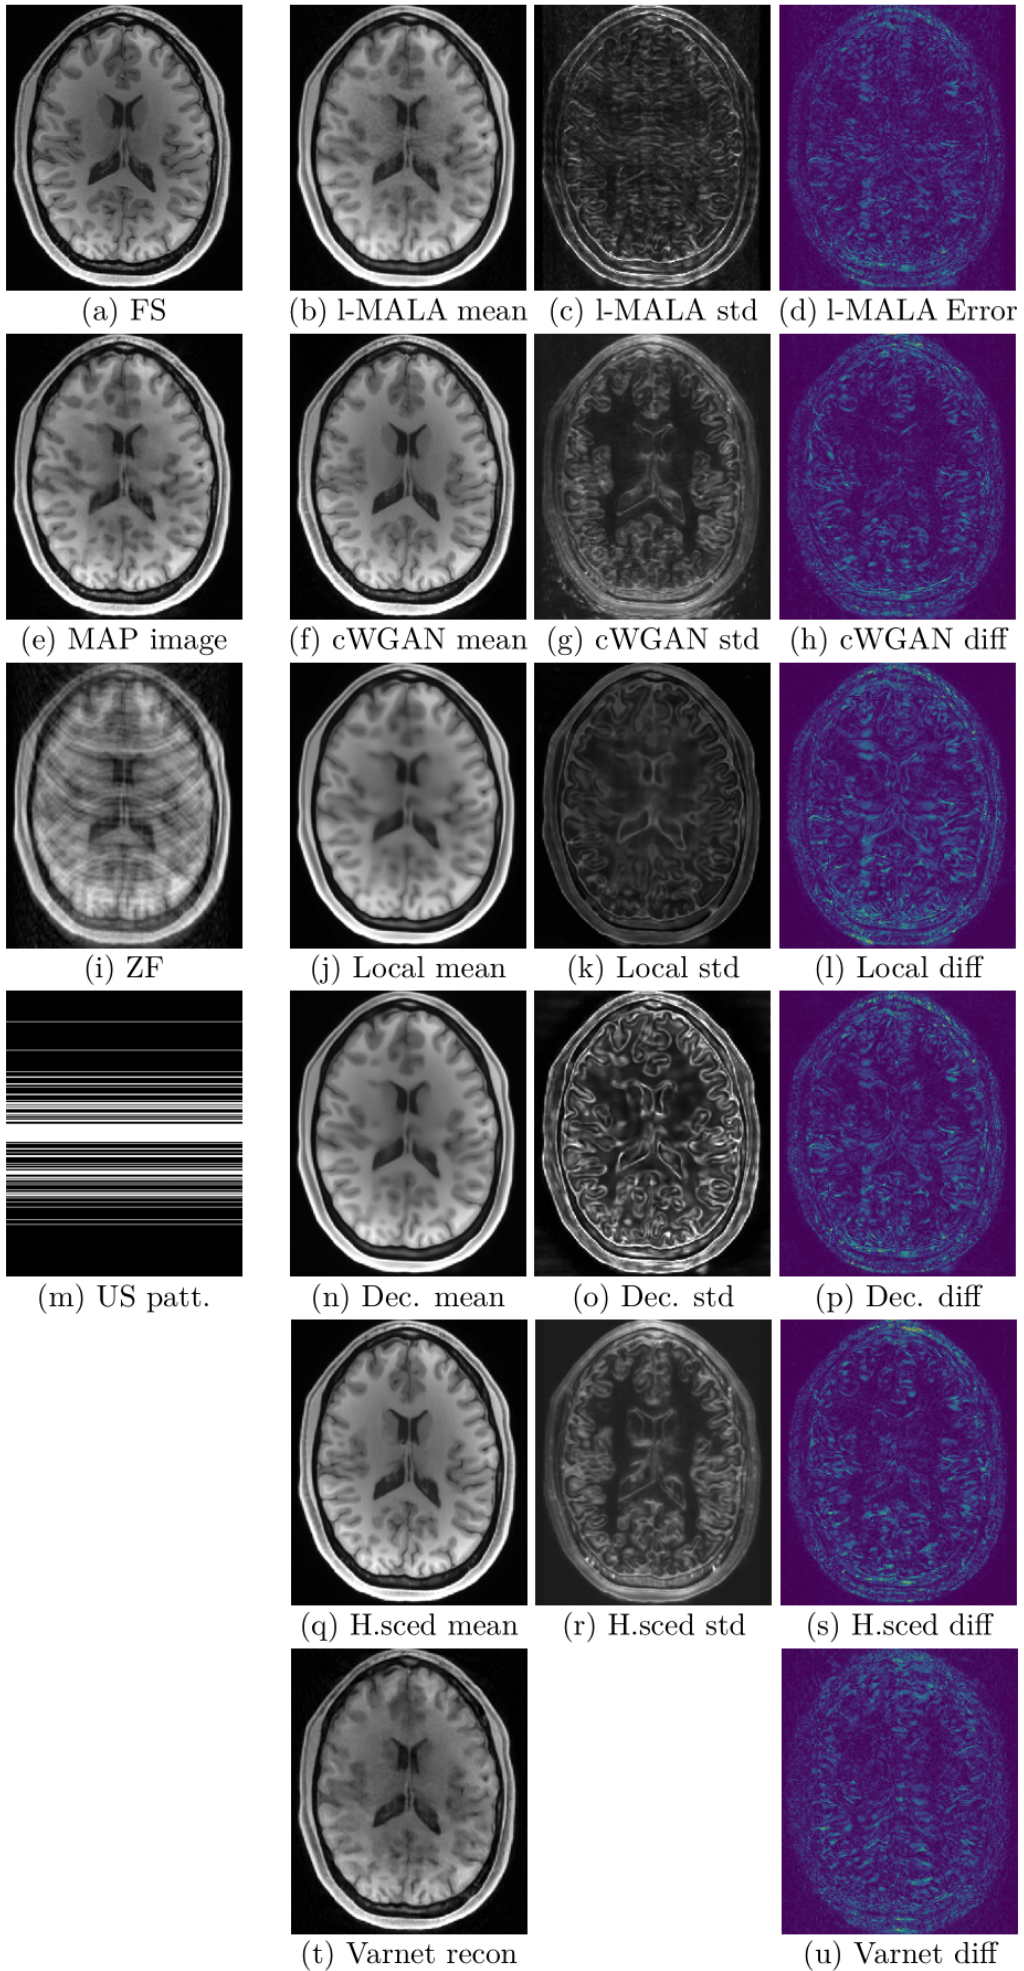 (a) FS
(b) l-MALA mean
(c) l-MALA std
(d) l-MALA Error
(e) MAP image
(f) cWGAN mean
(g) cWGAN std
(h) cWGAN diff
(i) ZF
(j) Local mean
(k) Local std
(l) Local diff
(m) US patt.
(n) Dec. mean
(o) Dec. std
(p) Dec. diff
(q) H.sced mean
(r) H.sced std
(s) H.sced diff
(t) Varnet recon
(u) Varnet diff